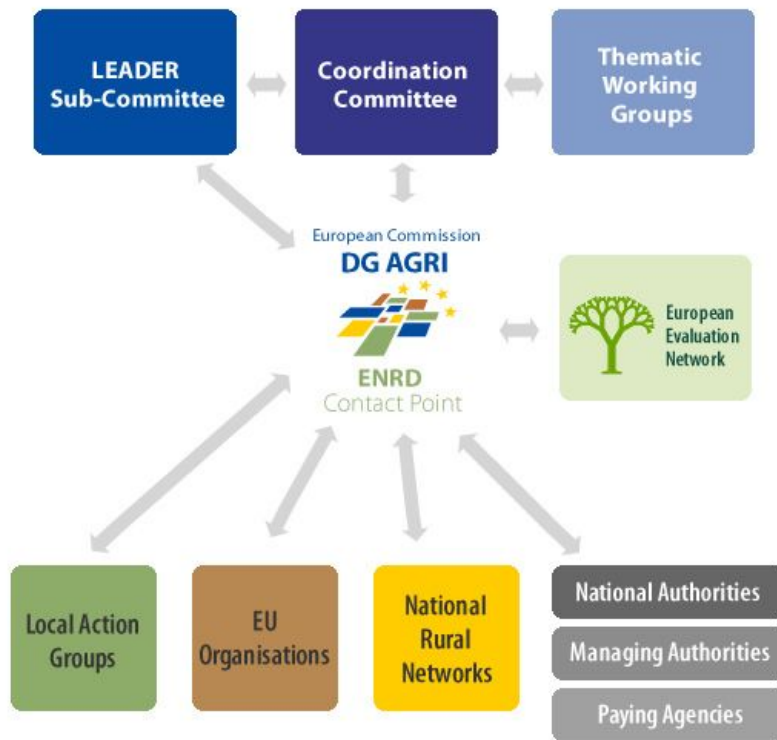 LEADER
Sub-Committee
Coordination
Committee
Thematic
Working
Groups
European Commission
DG AGRI
ENRD
Contact Point
European
Evaluation
Network
Local Action
Groups
EU
Organisations
National
Rural
Networks
National Authorities
Managing Authorities
Paying Agencies